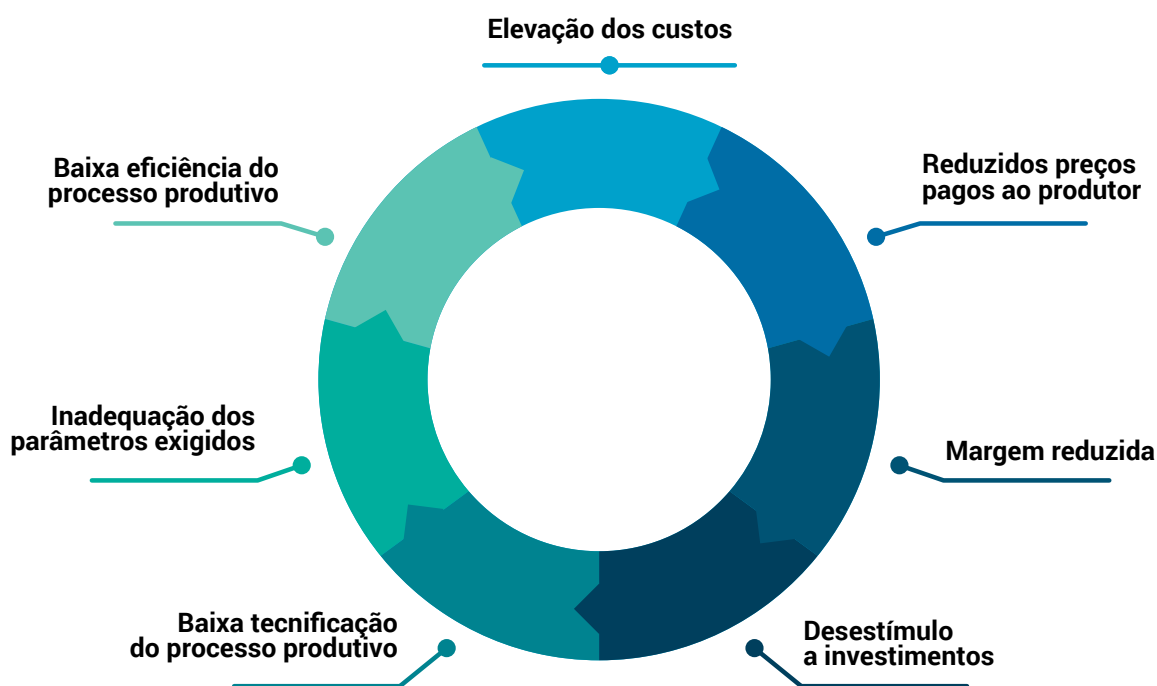 Elevação dos custos
Reduzidos preços
pagos ao produtor
Margem reduzida
Desestímulo
a investimentos
Baixa tecnificação
do processo produtivo
Inadequação dos
parâmetros exigidos
Baixa eficiência do
processo produtivo